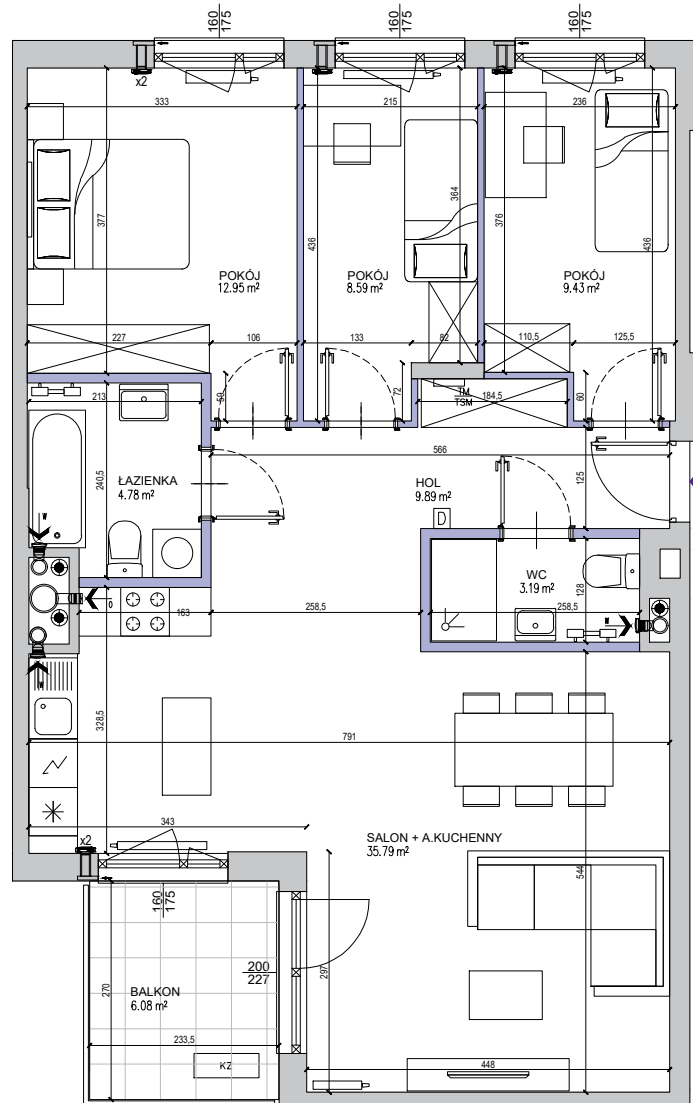 160
175
160
175
160
175
x2
333
215
236
377
436
364
376
436
POKÓJ
12.95 m²
POKÓJ
8.59 m²
POKÓJ
9.43 m²
227
106
133
82
110,5
125,5
60
72
60
TM
TSM
184,5
213
566
ŁAZIENKA
4.78 m²
240,5
HOL
9.89 m²
125
D
WC
3.19 m²
128
163
258,5
258,5
W
W
W
O
328,5
791
343
SALON + A.KUCHENNY
35.79 m²
x2
544
160
175
200
227
297
270
BALKON
6.08 m²
233,5
KZ
448